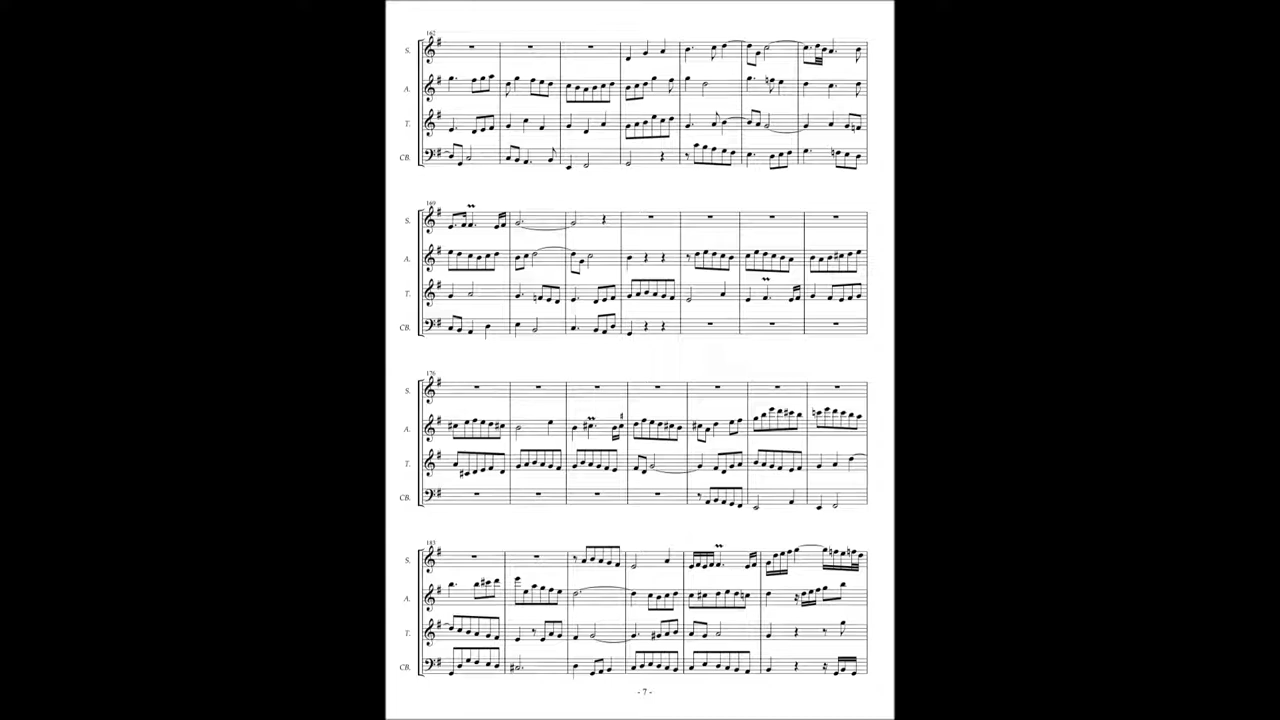 162
S.
A.
T.
CB.
169
S.
A.
T.
CB.
176
S.
A.
T.
CB.
183
S.
A.
T.
CB.
- 7 -